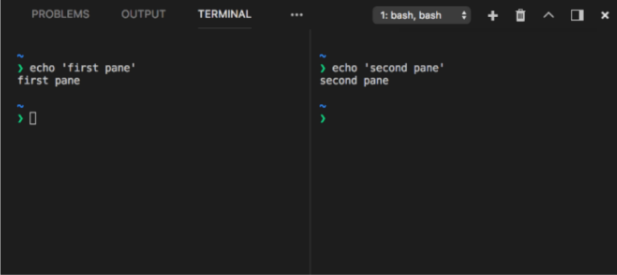 PROBLEMS OUTPUT TERMINAL ... 1: bash, bash
~
❯ echo 'first pane'
first pane
~
❯
~
❯ echo 'second pane'
second pane
~
❯